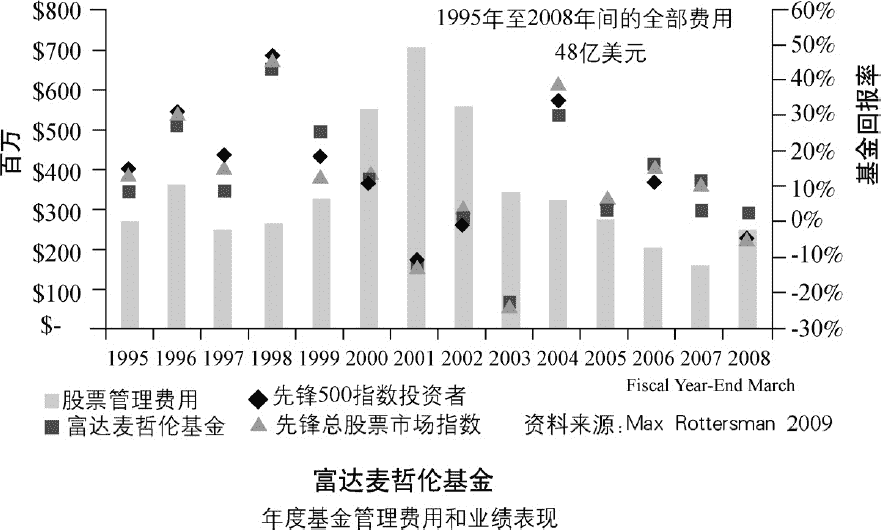 1995年至2008年间的全部费用
48亿美元
百万
$800
$700
$600
$500
$400
$300
$200
$100
$-
60%
50%
40%
30%
20%
10%
0%
-10%
-20%
-30%
基金回报率
1995 1996 1997 1998 1999 2000 2001 2002 2003 2004 2005 2006 2007 2008
Fiscal Year-End March
股票管理费用 先锋500指数投资者
富达麦哲伦基金 先锋总股票市场指数 资料来源:Max Rottersman 2009
富达麦哲伦基金
年度基金管理费用和业绩表现